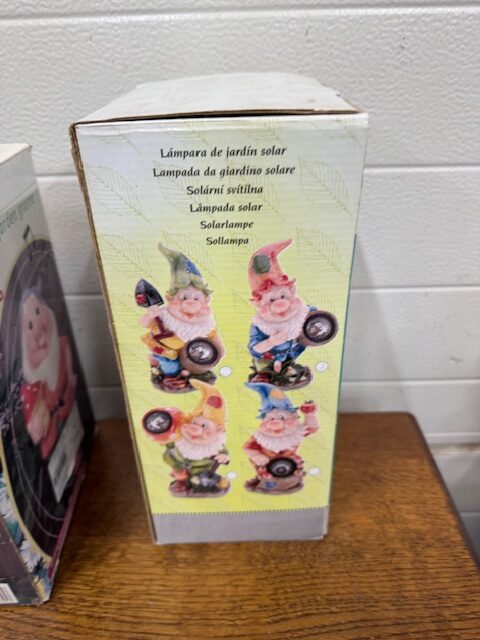 Lámpara de jardín solar
Lampada da giardino solare
Solární svítilna
Lâmpada solar
Solarlampe
Sollampa